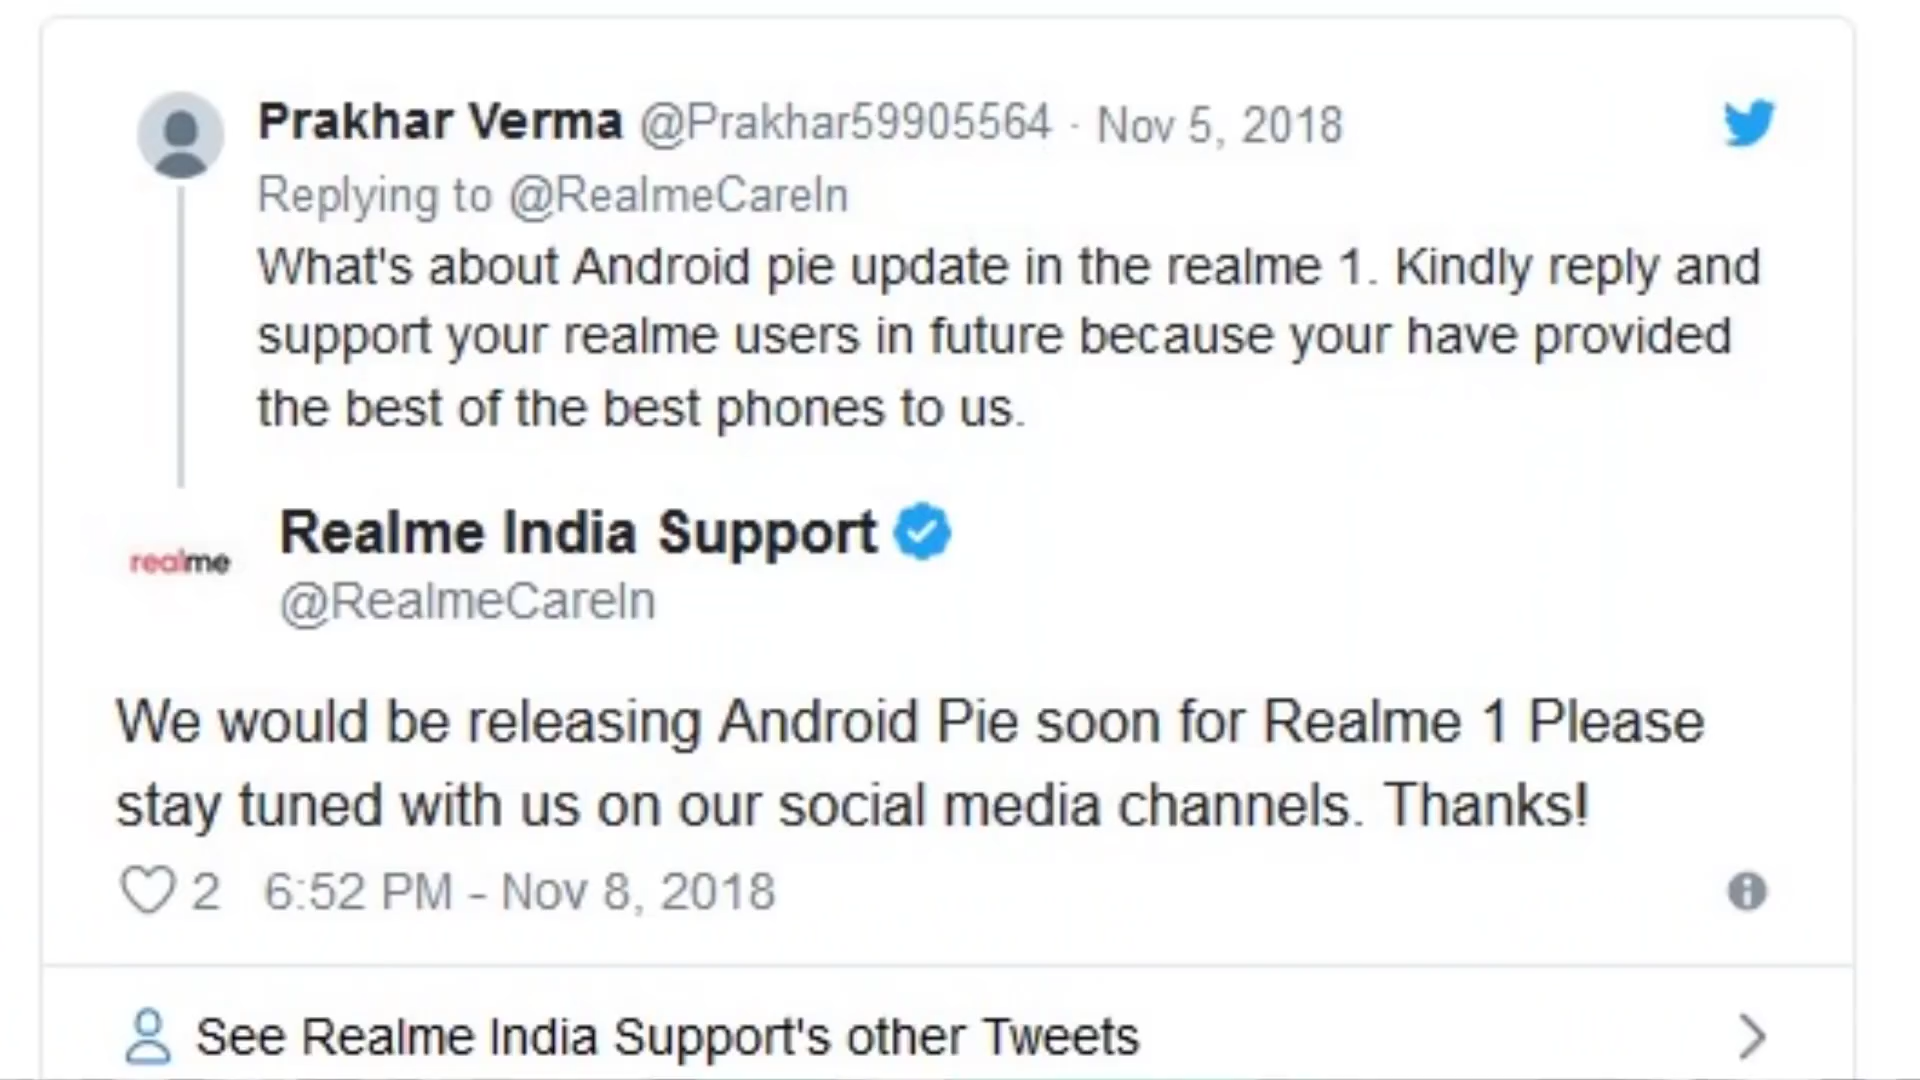 Prakhar Verma @Prakhar59905564 · Nov 5, 2018
Replying to @RealmeCareIn
What's about Android pie update in the realme 1. Kindly reply and
support your realme users in future because your have provided
the best of the best phones to us.
realme
Realme India Support
@RealmeCareIn
We would be releasing Android Pie soon for Realme 1 Please
stay tuned with us on our social media channels. Thanks!
2 6:52 PM - Nov 8, 2018
See Realme India Support's other Tweets